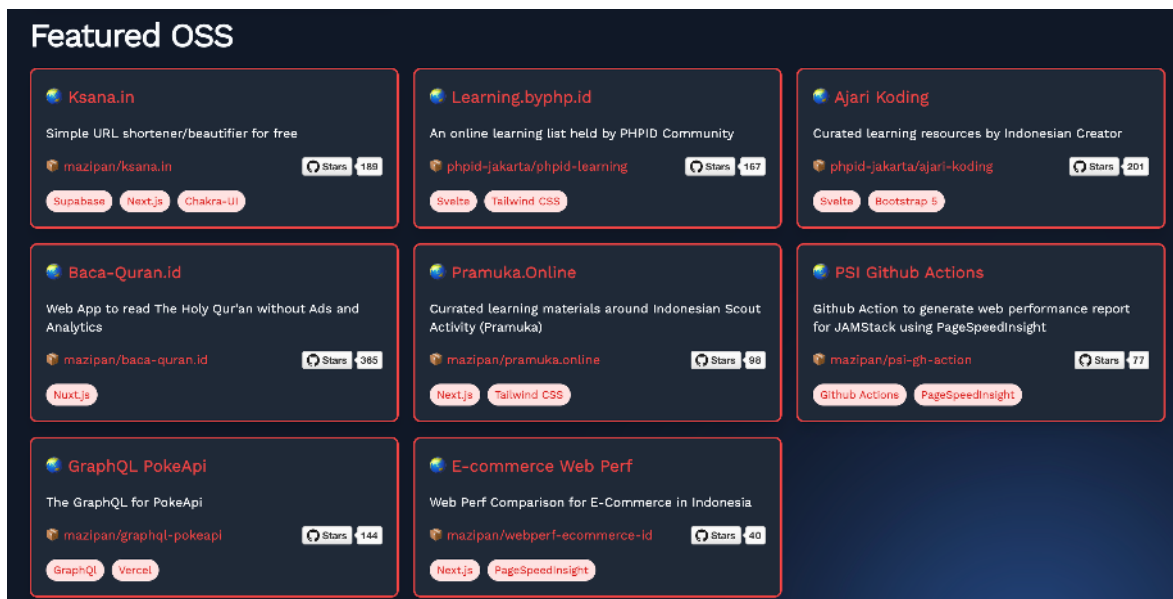 Featured OSS
Ksana.in
Simple URL shortener/beautifier for free
mazipan/ksana.in
Stars 189
Supabase Next.js Chakra-UI
Learning.byphp.id
An online learning list held by PHPID Community
phpid-jakarta/phpid-learning
Stars 167
Svelte Tailwind CSS
Ajari Koding
Curated learning resources by Indonesian Creator
phpid-jakarta/ajari-koding
Stars 201
Svelte Bootstrap 5
Baca-Quran.id
Web App to read The Holy Qur'an without Ads and
Analytics
mazipan/baca-quran.id
Stars 365
Nuxt.js
Pramuka.Online
Currated learning materials around Indonesian Scout
Activity (Pramuka)
mazipan/pramuka.online
Stars 98
Next.js Tailwind CSS
PSI Github Actions
Github Action to generate web performance report
for JAMStack using PageSpeedInsight
mazipan/psi-gh-action
Stars 77
Github Actions PageSpeedInsight
GraphQL PokeApi
The GraphQL for PokeApi
mazipan/graphql-pokeapi
Stars 144
GraphQl Vercel
E-commerce Web Perf
Web Perf Comparison for E-Commerce in Indonesia
mazipan/webperf-ecommerce-id
Stars 40
Next.js PageSpeedInsight